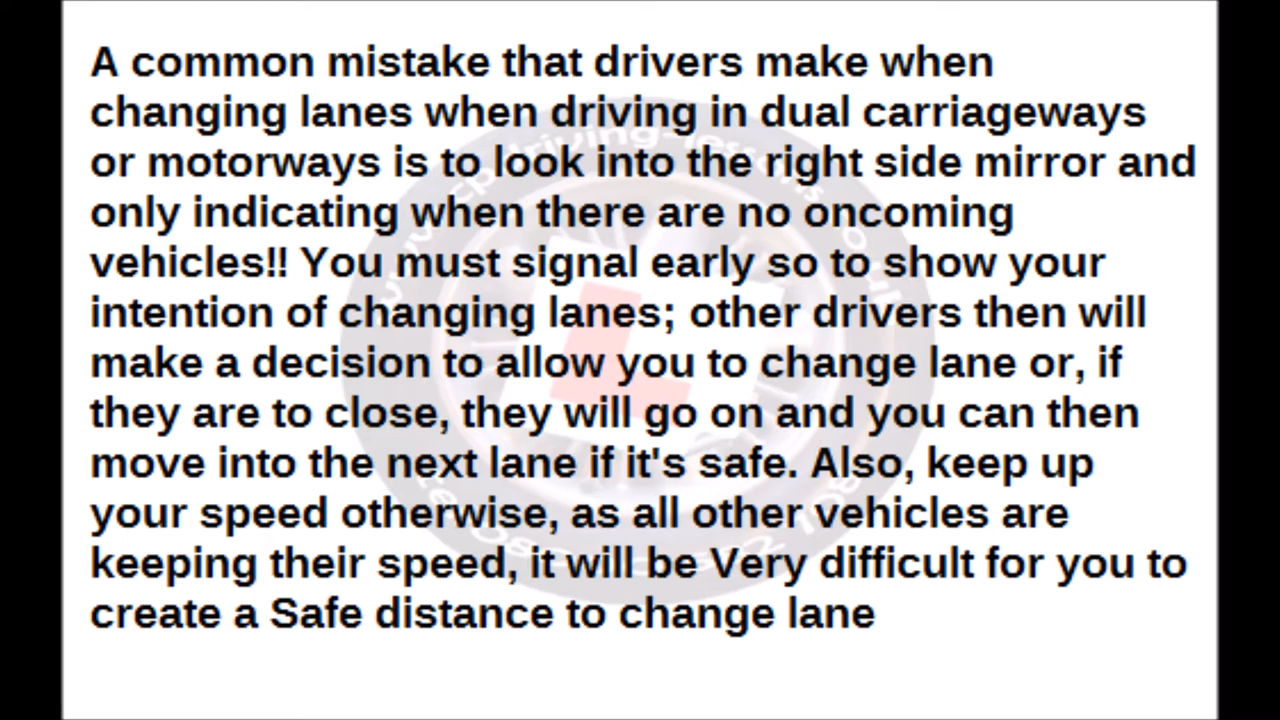 A common mistake that drivers make when
changing lanes when driving in dual carriageways
or motorways is to look into the right side mirror and
only indicating when there are no oncoming
vehicles!! You must signal early so to show your
intention of changing lanes; other drivers then will
make a decision to allow you to change lane or, if
they are to close, they will go on and you can then
move into the next lane if it's safe. Also, keep up
your speed otherwise, as all other vehicles are
keeping their speed, it will be Very difficult for you to
create a Safe distance to change lane